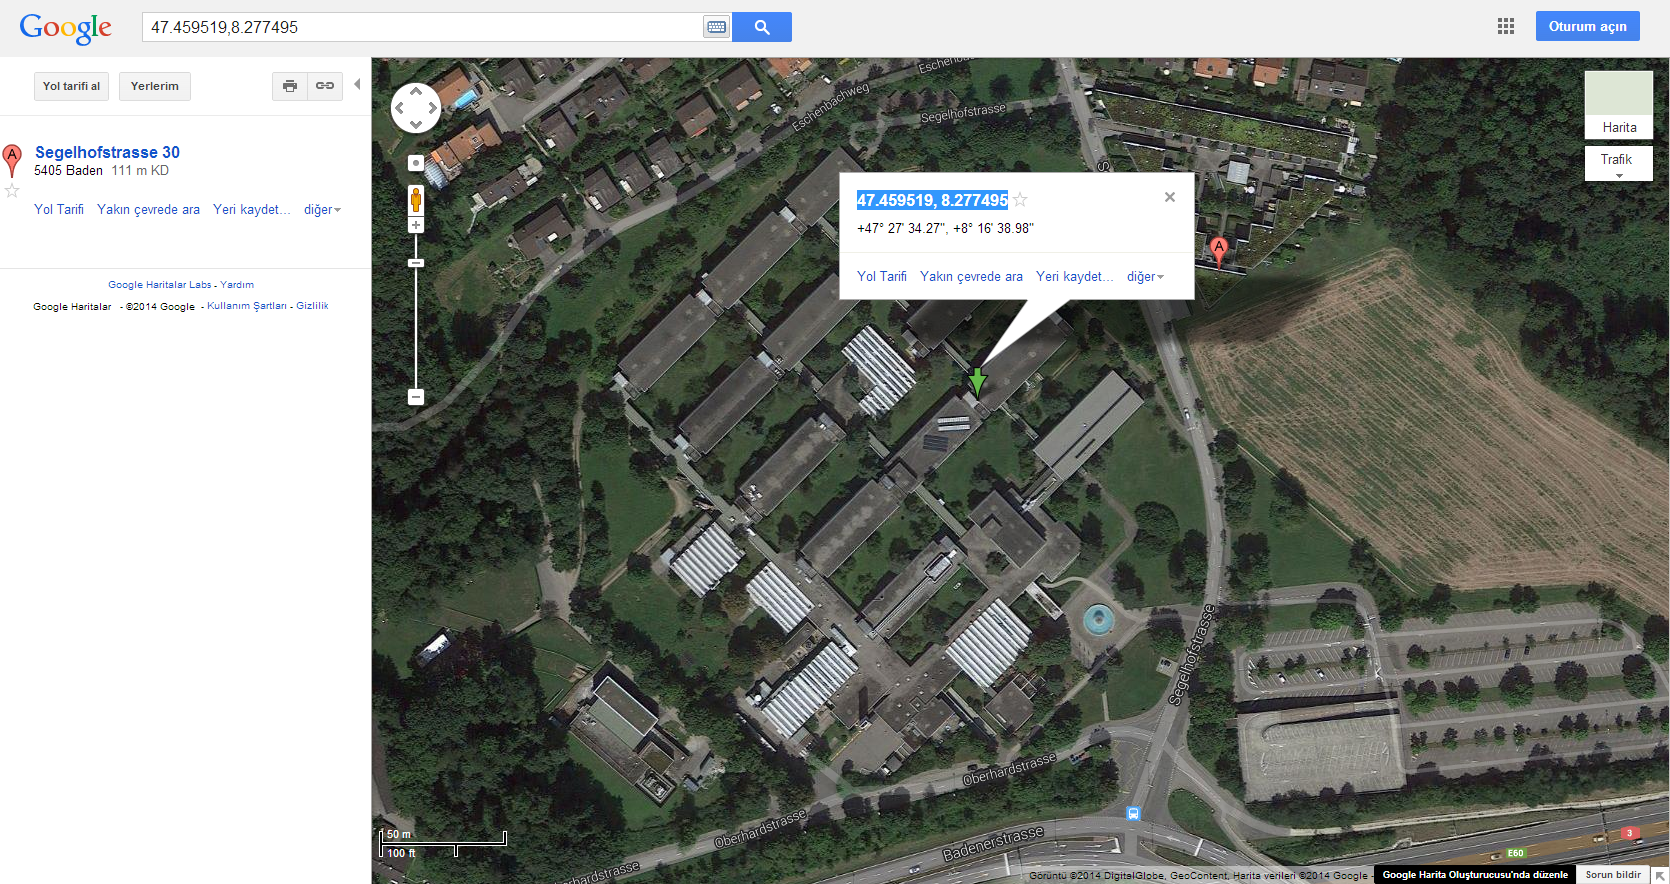 Google
47.459519,8.277495
Oturum açın
Yol tarifi al
Yerlerim
A
Segelhofstrasse 30
5405 Baden 111 m KD
Yol Tarifi Yakın çevrede ara Yeri kaydet... diğer
Google Haritalar Labs - Yardım
Google Haritalar - ©2014 Google - Kullanım Şartları - Gizlilik
Eschenbachweg
Eschenbachweg
Segelhofstrasse
S
Harita
Trafik
47.459519, 8.277495
+47° 27' 34.27", +8° 16' 38.98"
Yol Tarifi Yakın çevrede ara Yeri kaydet... diğer
A
Segelhofstrasse
Oberhardstrasse
Oberhardstrasse
Oberhardstrasse
Badenerstrasse
3
E60
50 m
100 ft
Görüntü ©2014 DigitalGlobe, GeoContent, Harita verileri ©2014 Google -
Google Harita Oluşturucusu'nda düzenle
Sorun bildir